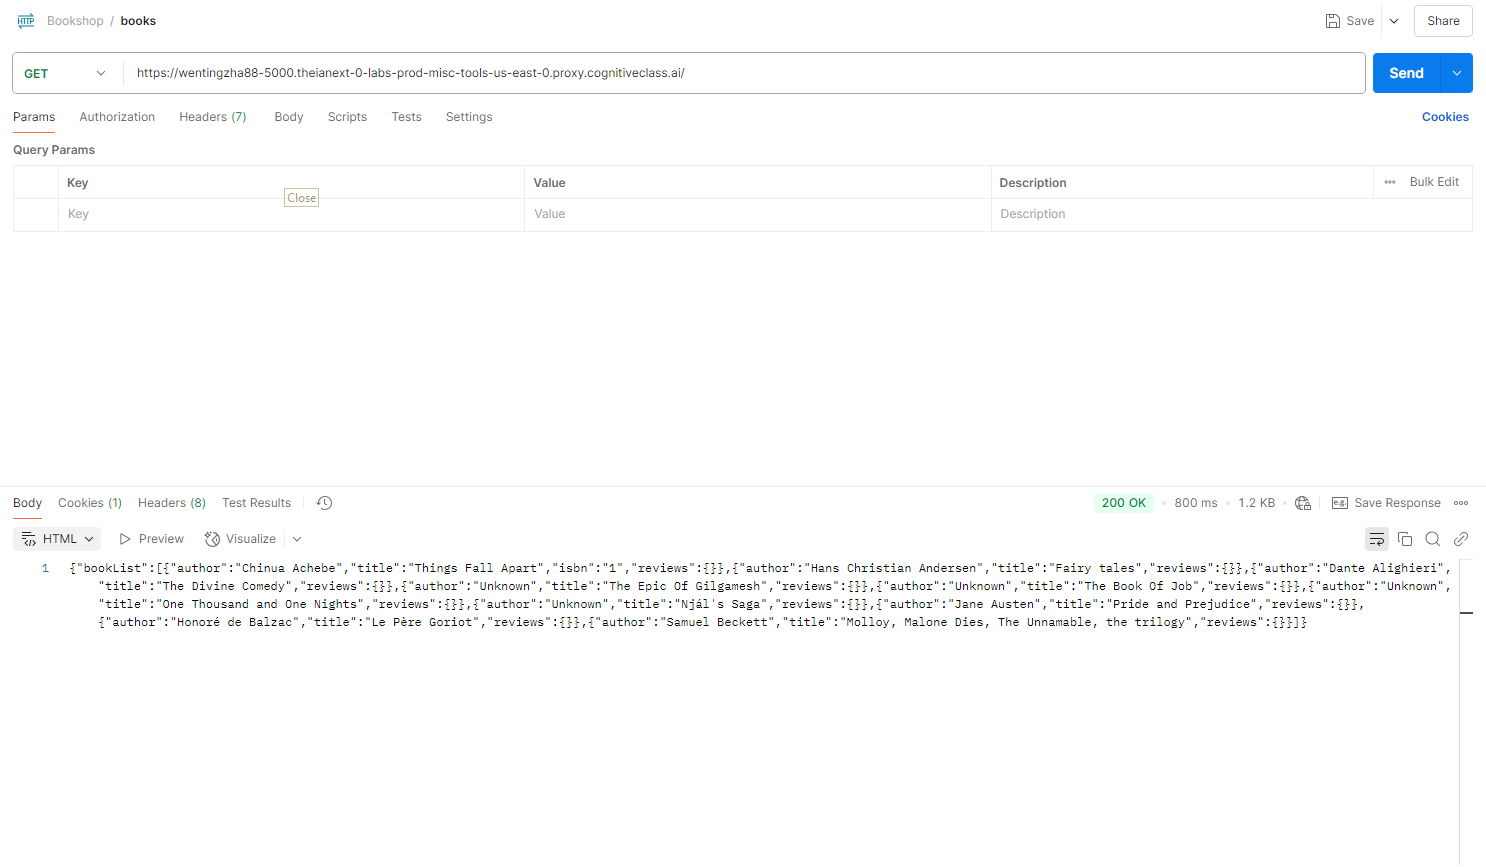 HTTP Bookshop / books Save Share
GET https://wentingzha88-5000.theianext-0-labs-prod-misc-tools-us-east-0.proxy.cognitiveclass.ai/ Send
Params Authorization Headers (7) Body Scripts Tests Settings Cookies
Query Params
Key Value Description Bulk Edit
Close
Key Value Description
Body Cookies (1) Headers (8) Test Results 200 OK 800 ms 1.2 KB e.g. Save Response
HTML Preview Visualize
1 {"bookList":[{"author":"Chinua Achebe","title":"Things Fall Apart","isbn":"1","reviews":{}},{"author":"Hans Christian Andersen","title":"Fairy tales","reviews":{}},{"author":"Dante Alighieri",
"title":"The Divine Comedy","reviews":{}},{"author":"Unknown","title":"The Epic Of Gilgamesh","reviews":{}},{"author":"Unknown","title":"The Book Of Job","reviews":{}},{"author":"Unknown",
"title":"One Thousand and One Nights","reviews":{}},{"author":"Unknown","title":"Njál's Saga","reviews":{}},{"author":"Jane Austen","title":"Pride and Prejudice","reviews":{}},
{"author":"Honoré de Balzac","title":"Le Père Goriot","reviews":{}},{"author":"Samuel Beckett","title":"Molloy, Malone Dies, The Unnamable, the trilogy","reviews":{}}]}